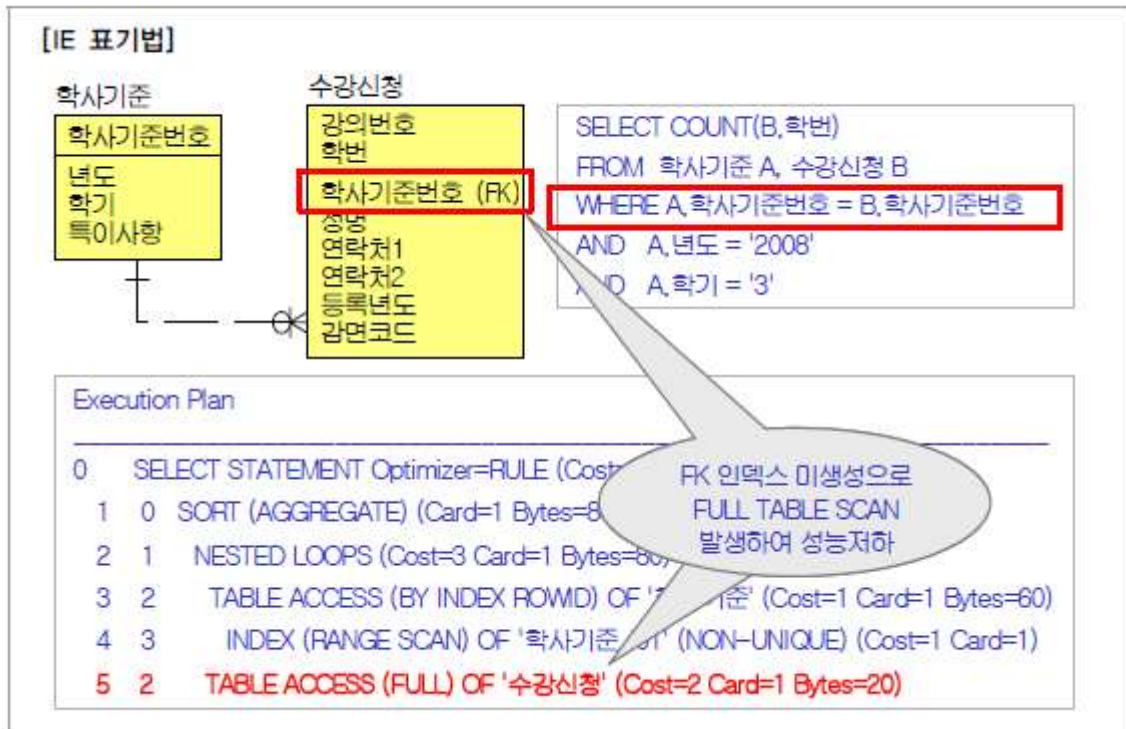 [IE 표기법]
학사기준
학사기준번호
년도
학기
특이사항
수강신청
강의번호
학번
학사기준번호 (FK)
성명
연락처1
연락처2
등록년도
감면코드
SELECT COUNT(B.학번)
FROM 학사기준 A, 수강신청 B
WHERE A.학사기준번호 = B.학사기준번호
AND A.년도 = '2008'
A.학기 = '3'
Execution Plan
0 SELECT STATEMENT Optimizer=RULE
1 0 SORT (AGGREGATE) (Card=1
2 1 NESTED LOOPS (Cost=3 Card=1
3 2 TABLE ACCESS (BY INDEX ROWID) OF (Cost=1 Card=1 Bytes=60)
4 3 INDEX (RANGE SCAN) OF (NON-UNIQUE) (Cost=1 Card=1)
5 2 TABLE ACCESS (FULL) OF '수강신청' (Cost=2 Card=1 Bytes=20)
FK 인덱스 미생성으로
FULL TABLE SCAN
발생하여 성능저하